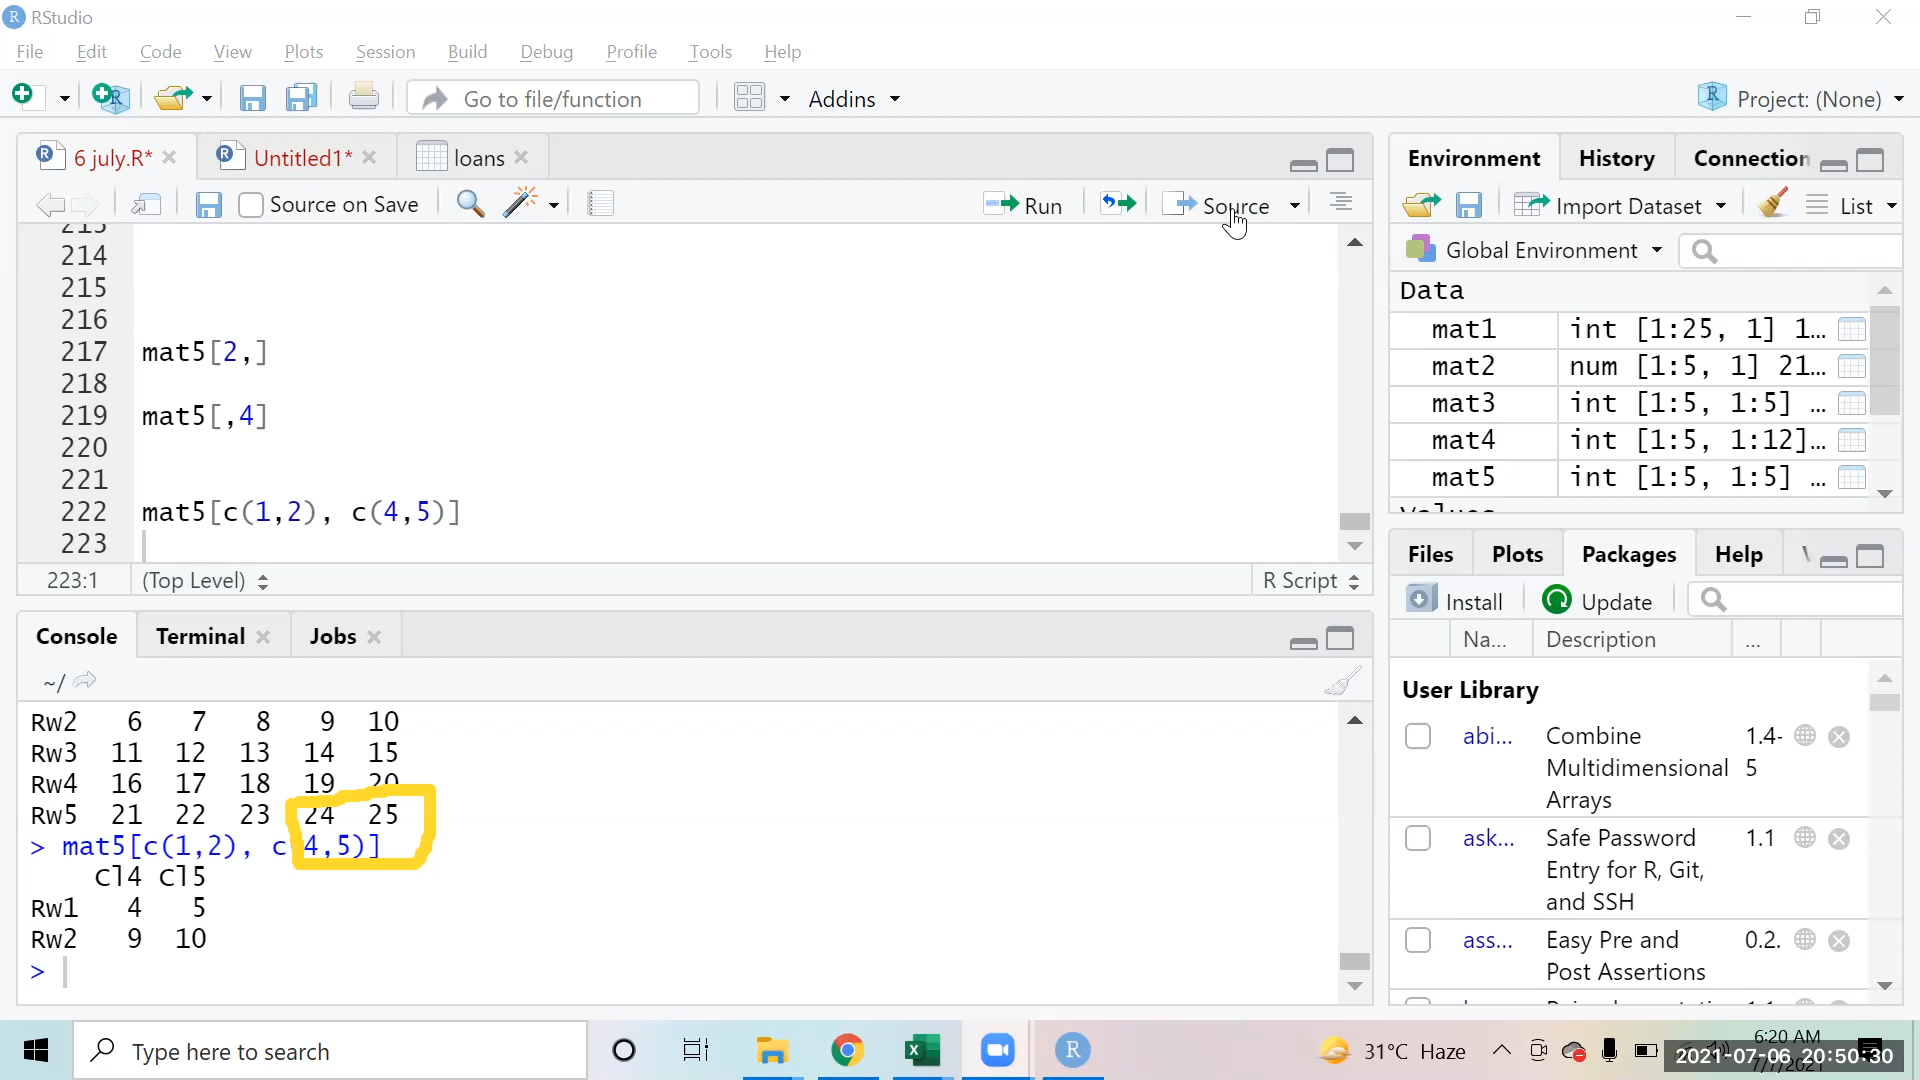 RStudio
File Edit Code View Plots Session Build Debug Profile Tools Help
Go to file/function Addins Project: (None)
6 july.R* Untitled1* loans
Source on Save Run Source
214
215
216
217 mat5[2,]
218
219 mat5[,4]
220
221
222 mat5[c(1,2), c(4,5)]
223
223:1 (Top Level) R Script
Console Terminal Jobs
~/
Rw2 6 7 8 9 10
Rw3 11 12 13 14 15
Rw4 16 17 18 19 20
Rw5 21 22 23 24 25
> mat5[c(1,2), c(4,5)]
cl4 cl5
Rw1 4 5
Rw2 9 10
>
Environment History Connection
Import Dataset List
Global Environment
Data
mat1 int [1:25, 1] 1...
mat2 num [1:5, 1] 21...
mat3 int [1:5, 1:5] ...
mat4 int [1:5, 1:12]...
mat5 int [1:5, 1:5] ...
Values
Files Plots Packages Help
Install Update
Na... Description ...
User Library
abi... Combine Multidimensional Arrays 1.4-5
ask... Safe Password Entry for R, Git, and SSH 1.1
ass... Easy Pre and Post Assertions 0.2.
Type here to search
31°C Haze
6:20 AM
2021-07-06 20:50:30